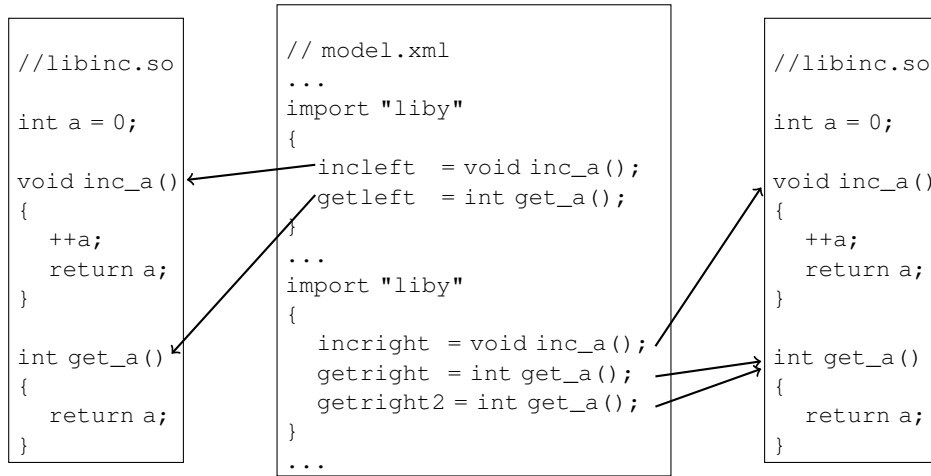 //libinc.so
int a = 0;
void inc_a()
{
++a;
return a;
}
int get_a()
{
return a;
}
// model.xml
...
import "liby"
{
incleft = void inc_a();
getleft = int get_a();
}
...
import "liby"
{
incright = void inc_a();
getright = int get_a();
getright2 = int get_a();
}
...
//libinc.so
int a = 0;
void inc_a()
{
++a;
return a;
}
int get_a()
{
return a;
}